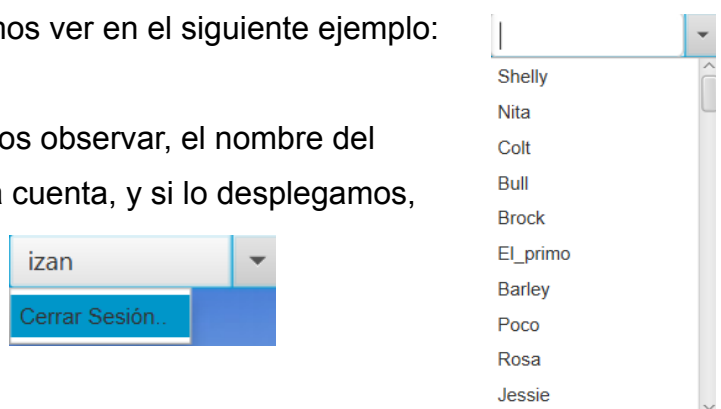 nos ver en el siguiente ejemplo:
os observar, el nombre del
a cuenta, y si lo desplegamos,
izan
Cerrar Sesión..
Shelly
Nita
Colt
Bull
Brock
El_primo
Barley
Poco
Rosa
Jessie